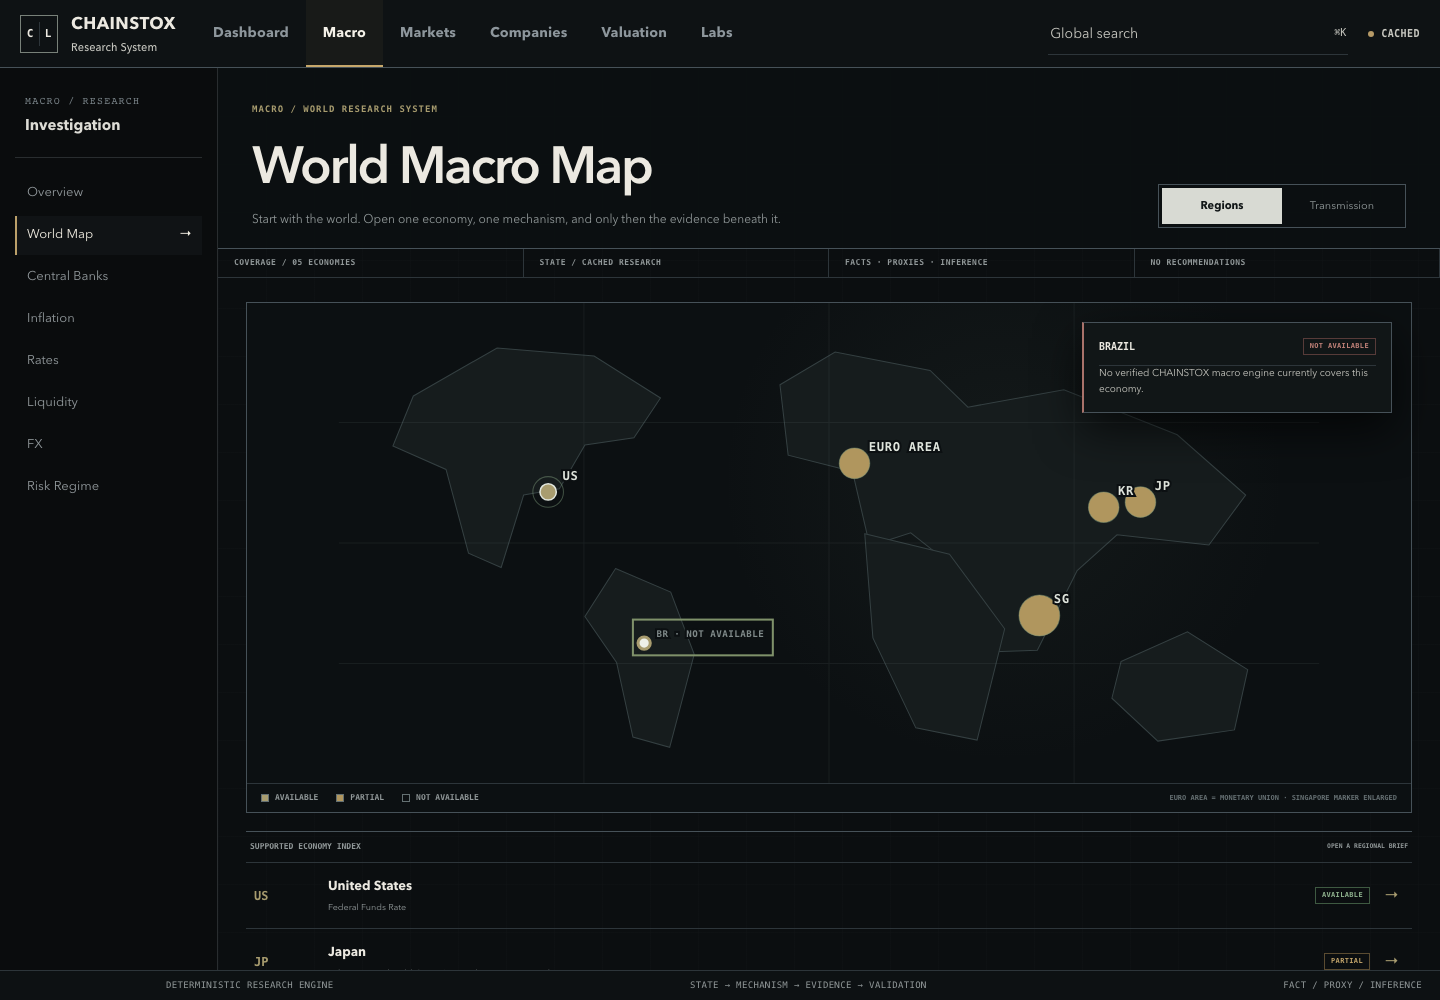 C L
CHAINSTOX
Research System
Dashboard
Macro
Markets
Companies
Valuation
Labs
Global search
⌘K
CACHED
MACRO / RESEARCH
Investigation
Overview
World Map →
Central Banks
Inflation
Rates
Liquidity
FX
Risk Regime
MACRO / WORLD RESEARCH SYSTEM
World Macro Map
Start with the world. Open one economy, one mechanism, and only then the evidence beneath it.
Regions
Transmission
COVERAGE / 05 ECONOMIES
STATE / CACHED RESEARCH
FACTS · PROXIES · INFERENCE
NO RECOMMENDATIONS
BRAZIL
NOT AVAILABLE
No verified CHAINSTOX macro engine currently covers this
economy.
EURO AREA
US
KR
JP
SG
BR · NOT AVAILABLE
AVAILABLE
PARTIAL
NOT AVAILABLE
EURO AREA = MONETARY UNION · SINGAPORE MARKER ENLARGED
SUPPORTED ECONOMY INDEX
OPEN A REGIONAL BRIEF
US
United States
Federal Funds Rate
AVAILABLE →
JP
Japan
PARTIAL →
DETERMINISTIC RESEARCH ENGINE
STATE → MECHANISM → EVIDENCE → VALIDATION
FACT / PROXY / INFERENCE